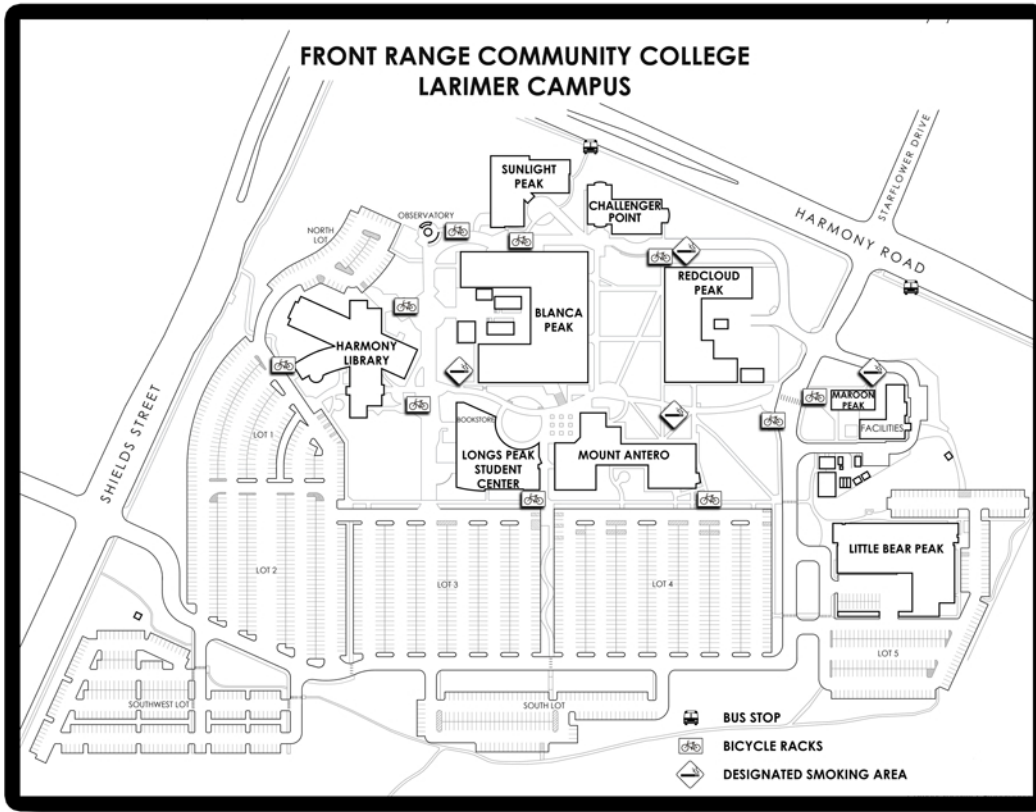 FRONT RANGE COMMUNITY COLLEGE
LARIMER CAMPUS
SUNLIGHT
PEAK
STARFLOWER DRIVE
CHALLENGER
POINT
OBSERVATORY
NORTH
LOT
HARMONY ROAD
REDCLOUD
PEAK
BLANCA
PEAK
HARMONY
LIBRARY
SHIELDS STREET
MAROON
PEAK
FACILITIES
BOOKSTORE
LOT 1
LONGS PEAK
STUDENT
CENTER
MOUNT ANTERO
LITTLE BEAR PEAK
LOT 2
LOT 3
LOT 4
LOT 5
SOUTHWEST LOT
SOUTH LOT
BUS STOP
BICYCLE RACKS
DESIGNATED SMOKING AREA